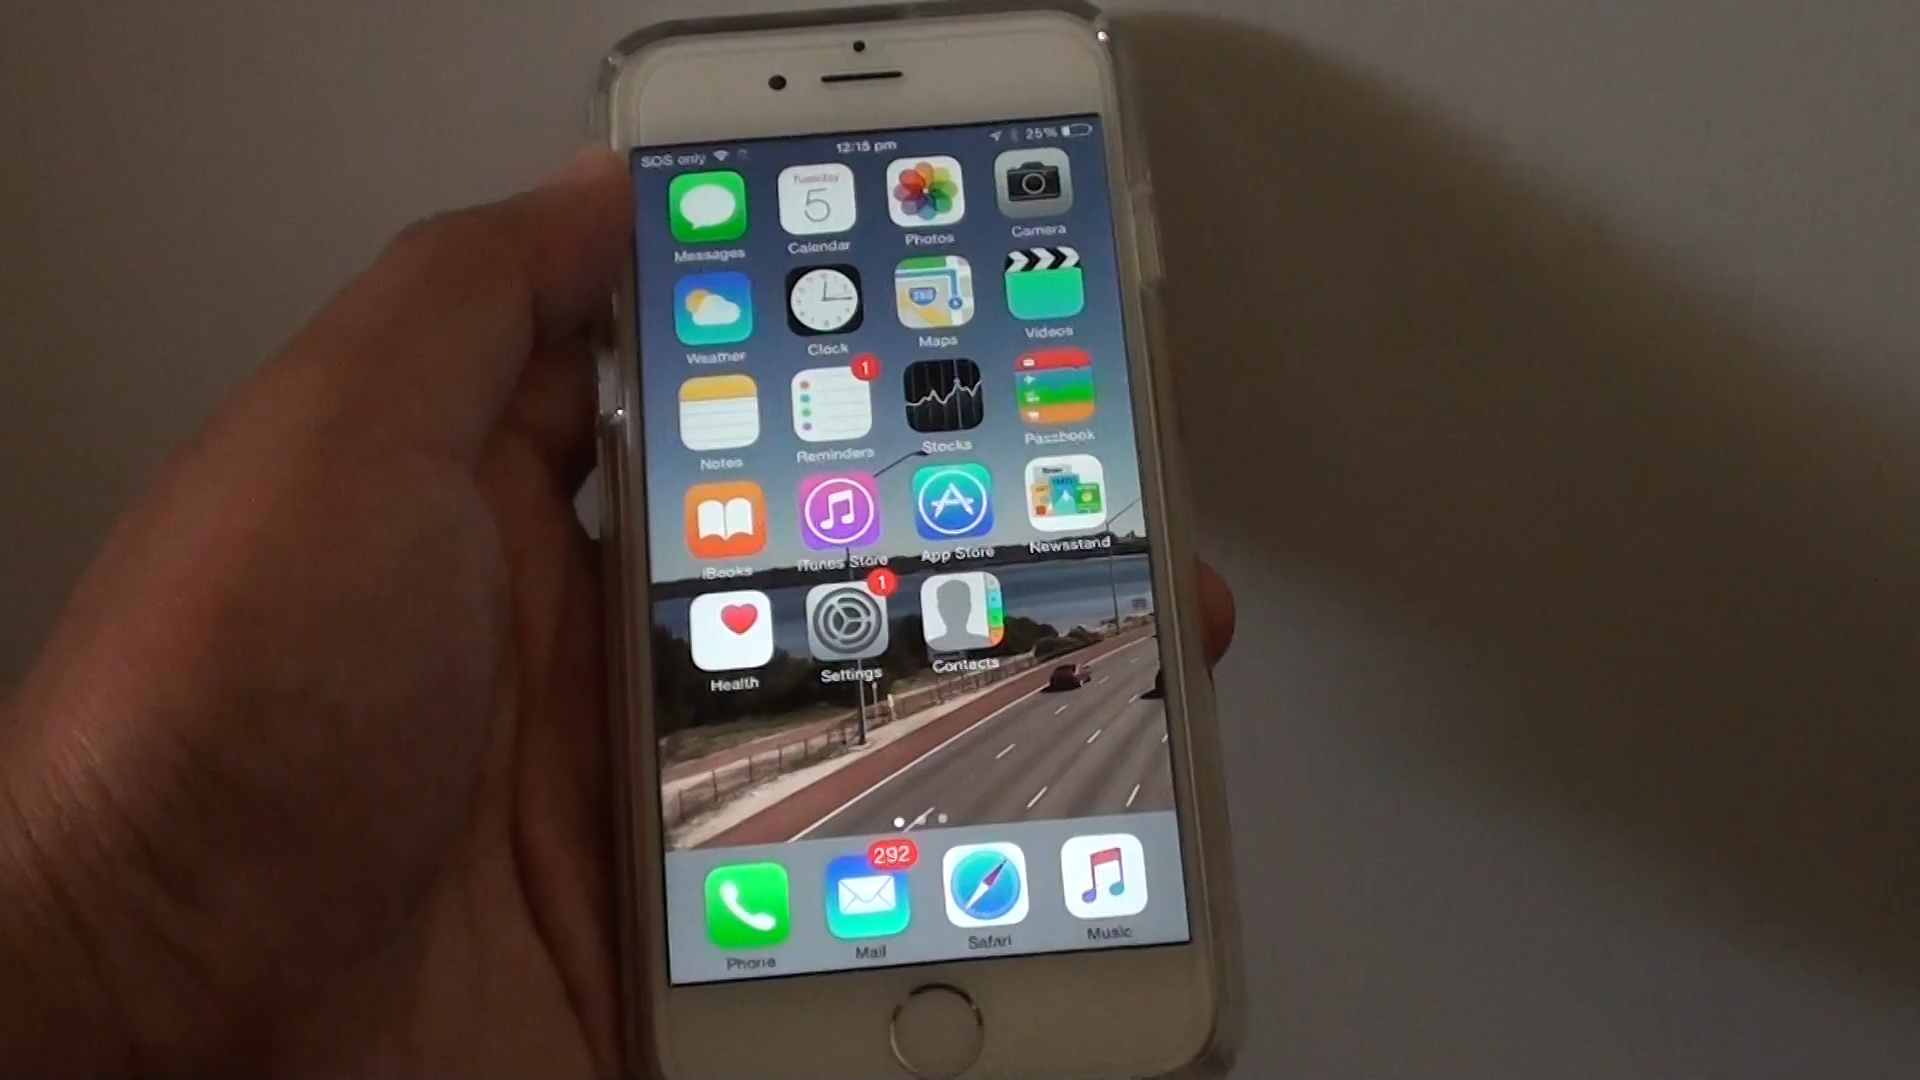 SOS only 12:15 pm 25%
Tuesday
5
Messages Calendar Photos Camera
280
Weather Clock Maps Videos
1
Notes Reminders Stocks Passbook
iBooks iTunes Store App Store Newsstand
1
Health Settings Contacts
292
Phone Mail Safari Music